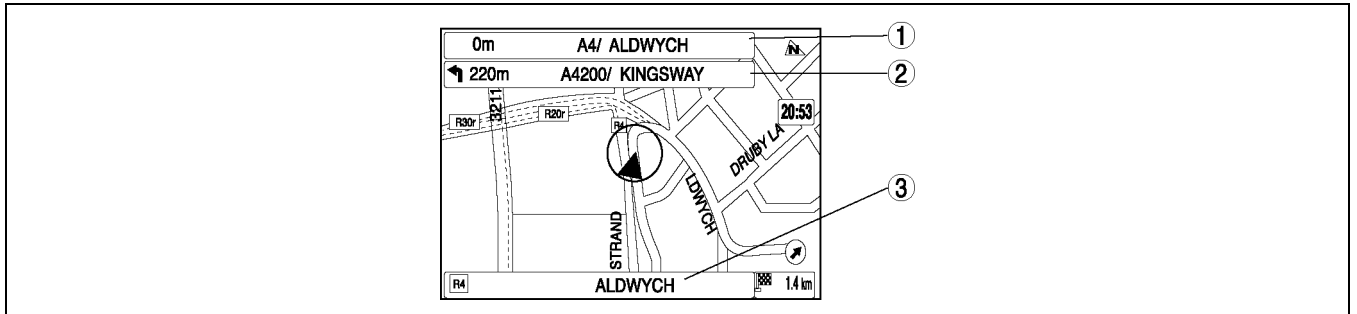 0m A4/ ALDWYCH ①
220m A4200/ KINGSWAY ②
N
3211
R30r
R20r
R4
20:53
DRUBY LA
LDWYCH
STRAND
③
R4 ALDWYCH 1.4 km